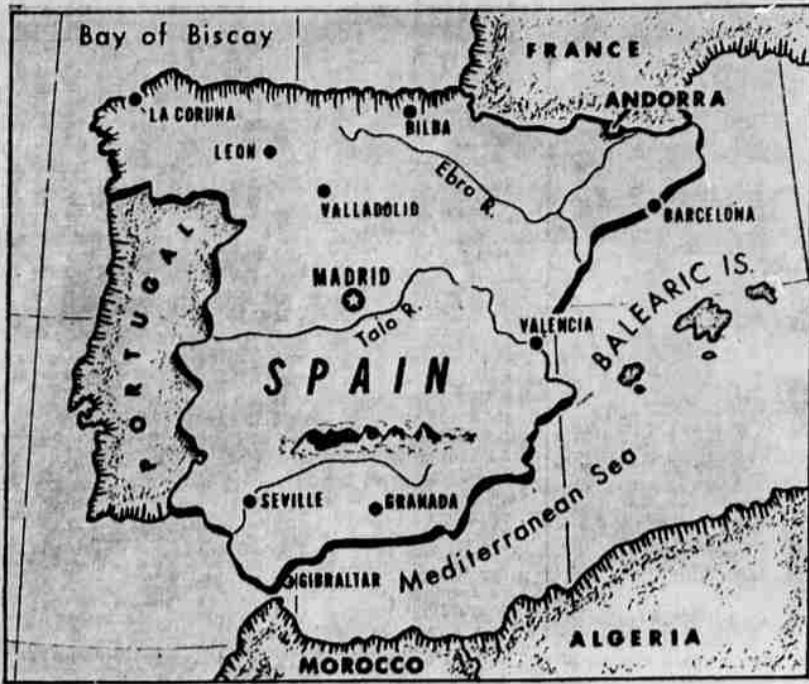 Bay of Biscay
FRANCE
ANDORRA
LA CORUNA
BILBA
LEON
Ebro R.
VALLADOLID
BARCELONA
PORTUGAL
MADRID
BALEARIC IS.
Talo R.
VALENCIA
SPAIN
SEVILLE
GRANADA
Mediterranean Sea
GIBRALTAR
ALGERIA
MOROCCO